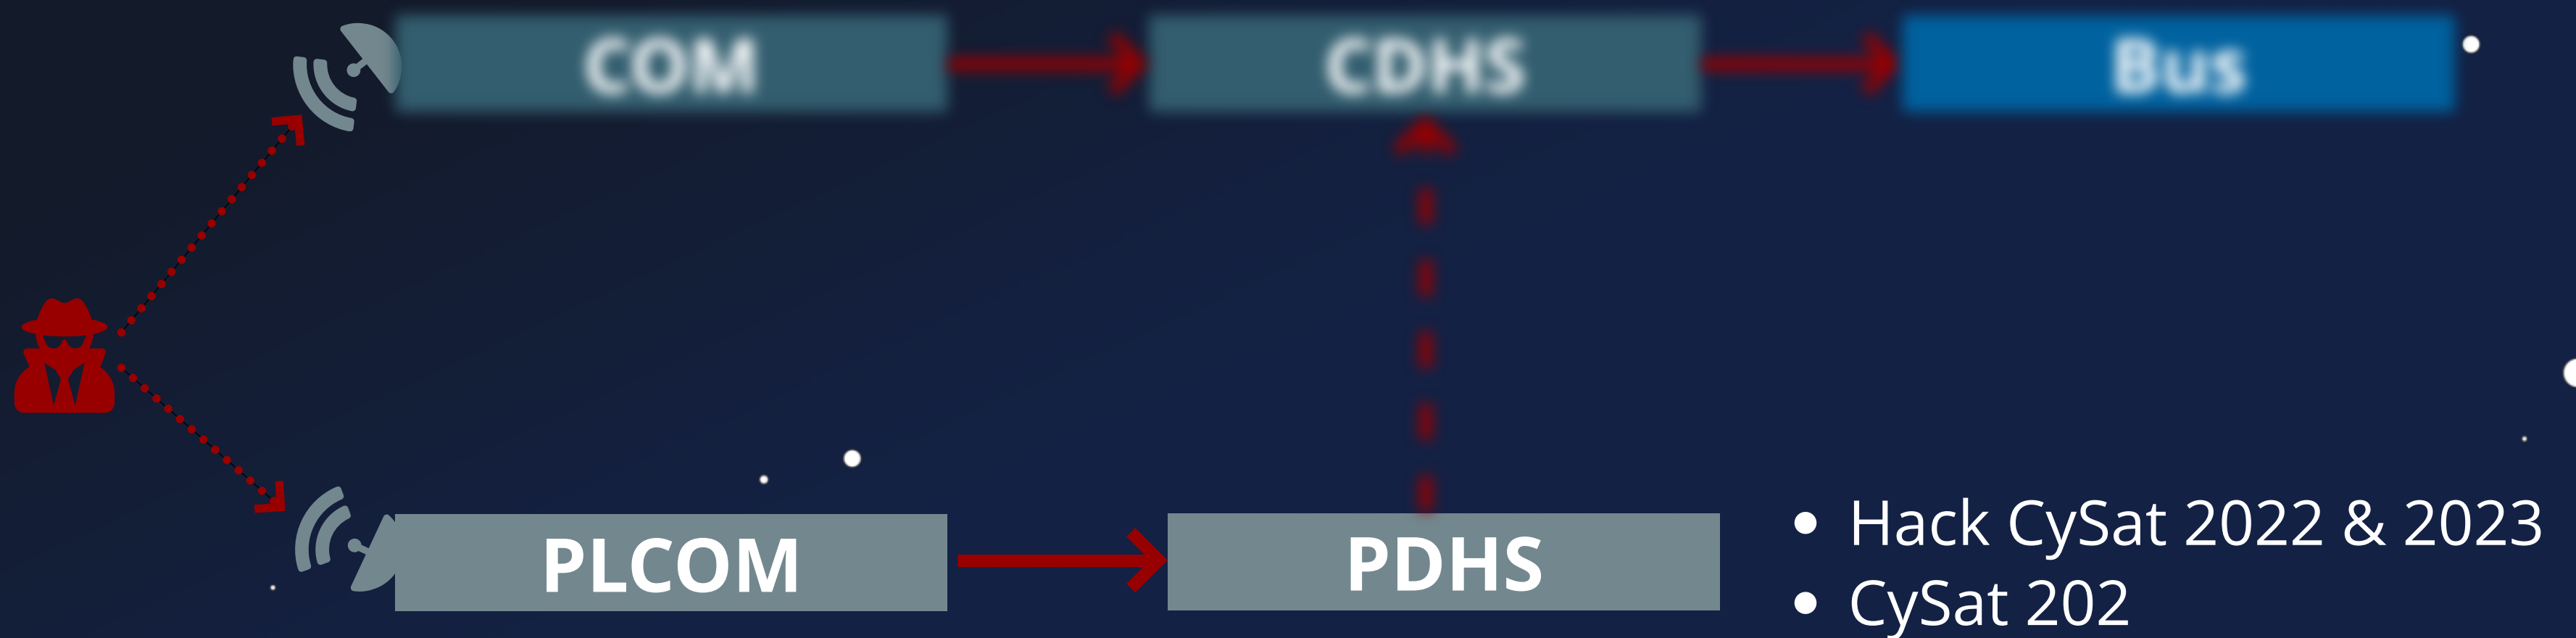 COM
CDHS
Bus
PLCOM
PDHS
• Hack CySat 2022 & 2023
• CySat 202